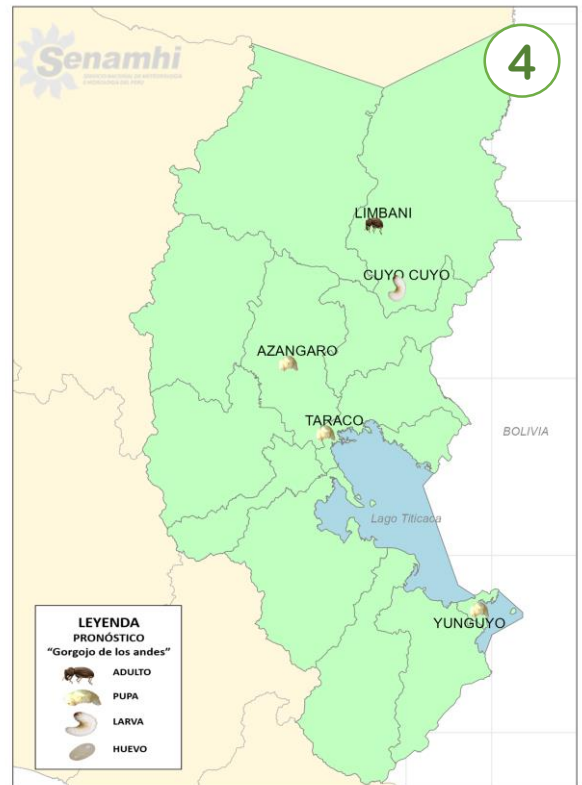 Senamhi
4
LIMBANI
CUYO CUYO
AZANGARO
TARACO
BOLIVIA
Lago Titicaca
YUNGUYO
LEYENDA
PRONÓSTICO
“Gorgojo de los andes”
ADULTO
PUPA
LARVA
HUEVO